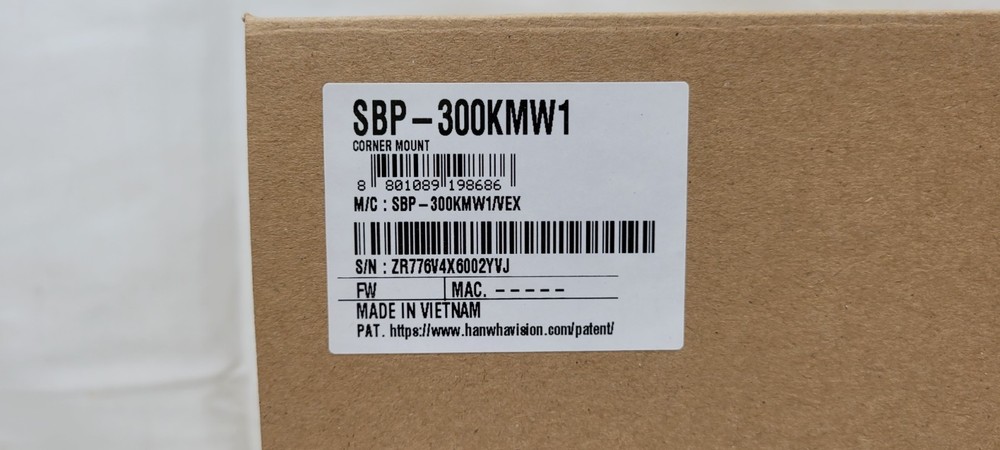 SBP-300KMW1
CORNER MOUNT
8 801089 198686
M/C : SBP-300KMW1/VEX
S/N : ZR776V4X6002YVJ
FW MAC. -----
MADE IN VIETNAM
PAT. https://www.hanwhavision.com/patent/